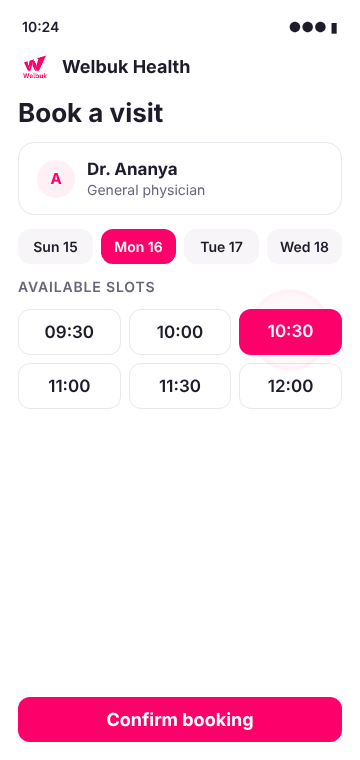 10:24
Welbuk
Welbuk Health
Book a visit
A
Dr. Ananya
General physician
Sun 15 Mon 16 Tue 17 Wed 18
AVAILABLE SLOTS
09:30 10:00 10:30
11:00 11:30 12:00
Confirm booking